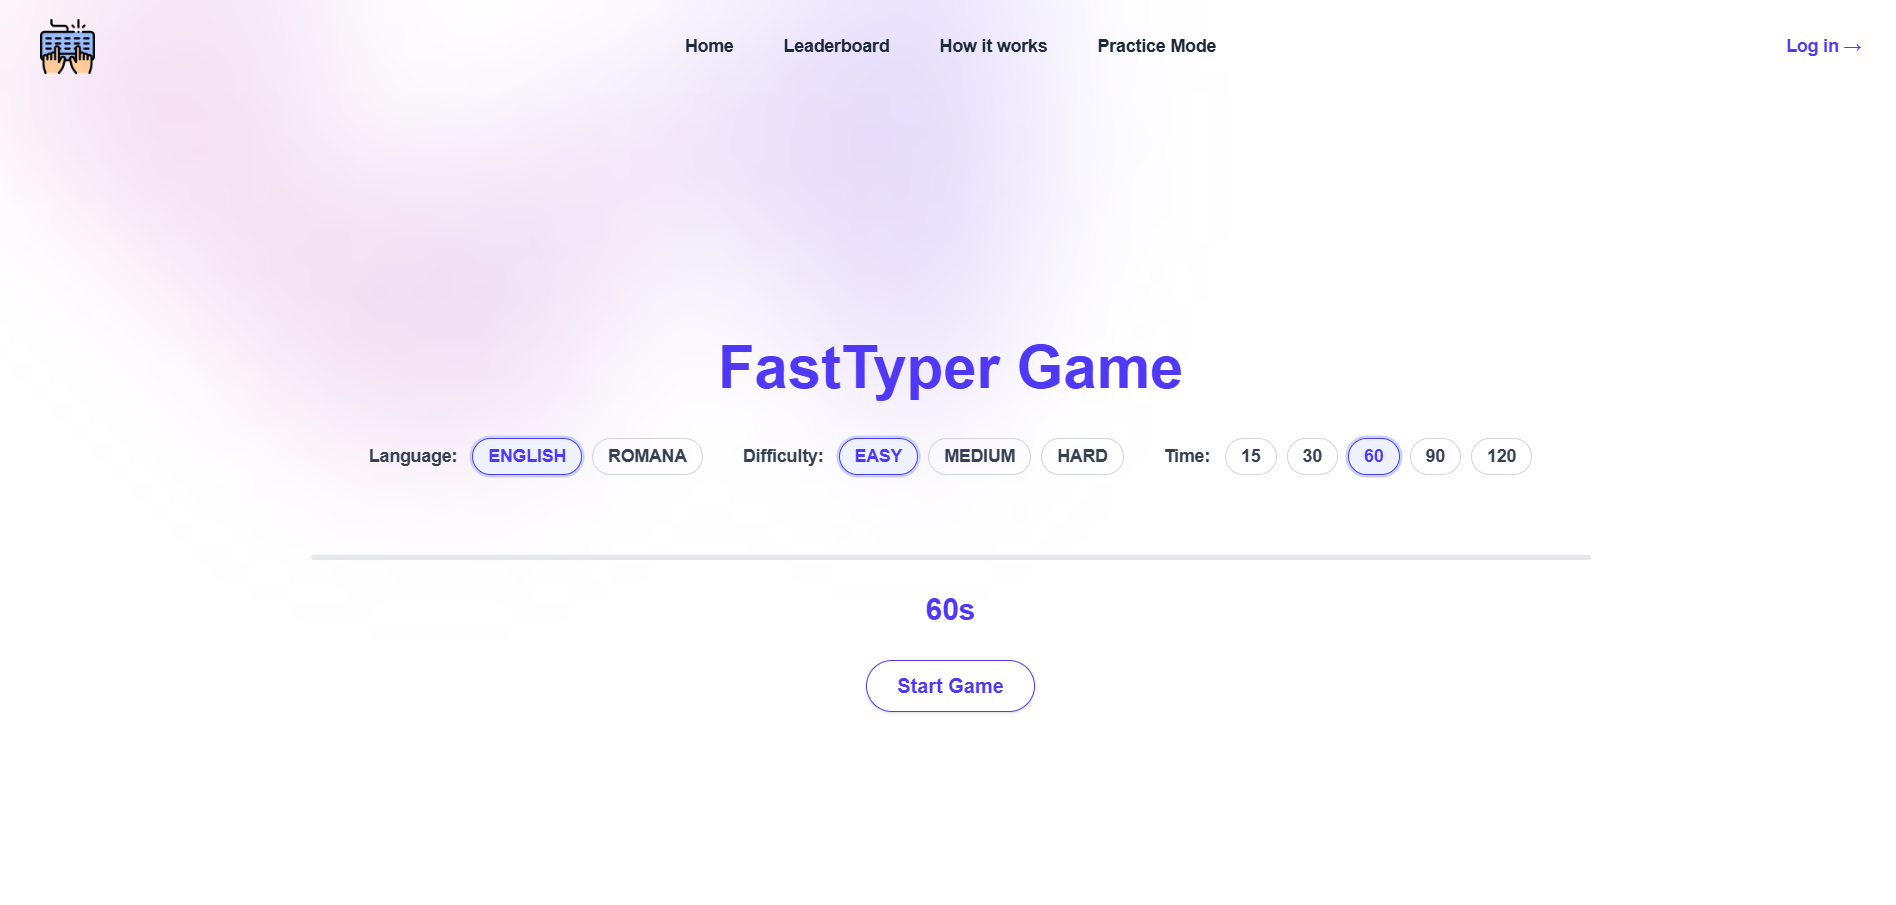 Home Leaderboard How it works Practice Mode Log in →
FastTyper Game
Language: ENGLISH ROMANA Difficulty: EASY MEDIUM HARD Time: 15 30 60 90 120
60s
Start Game